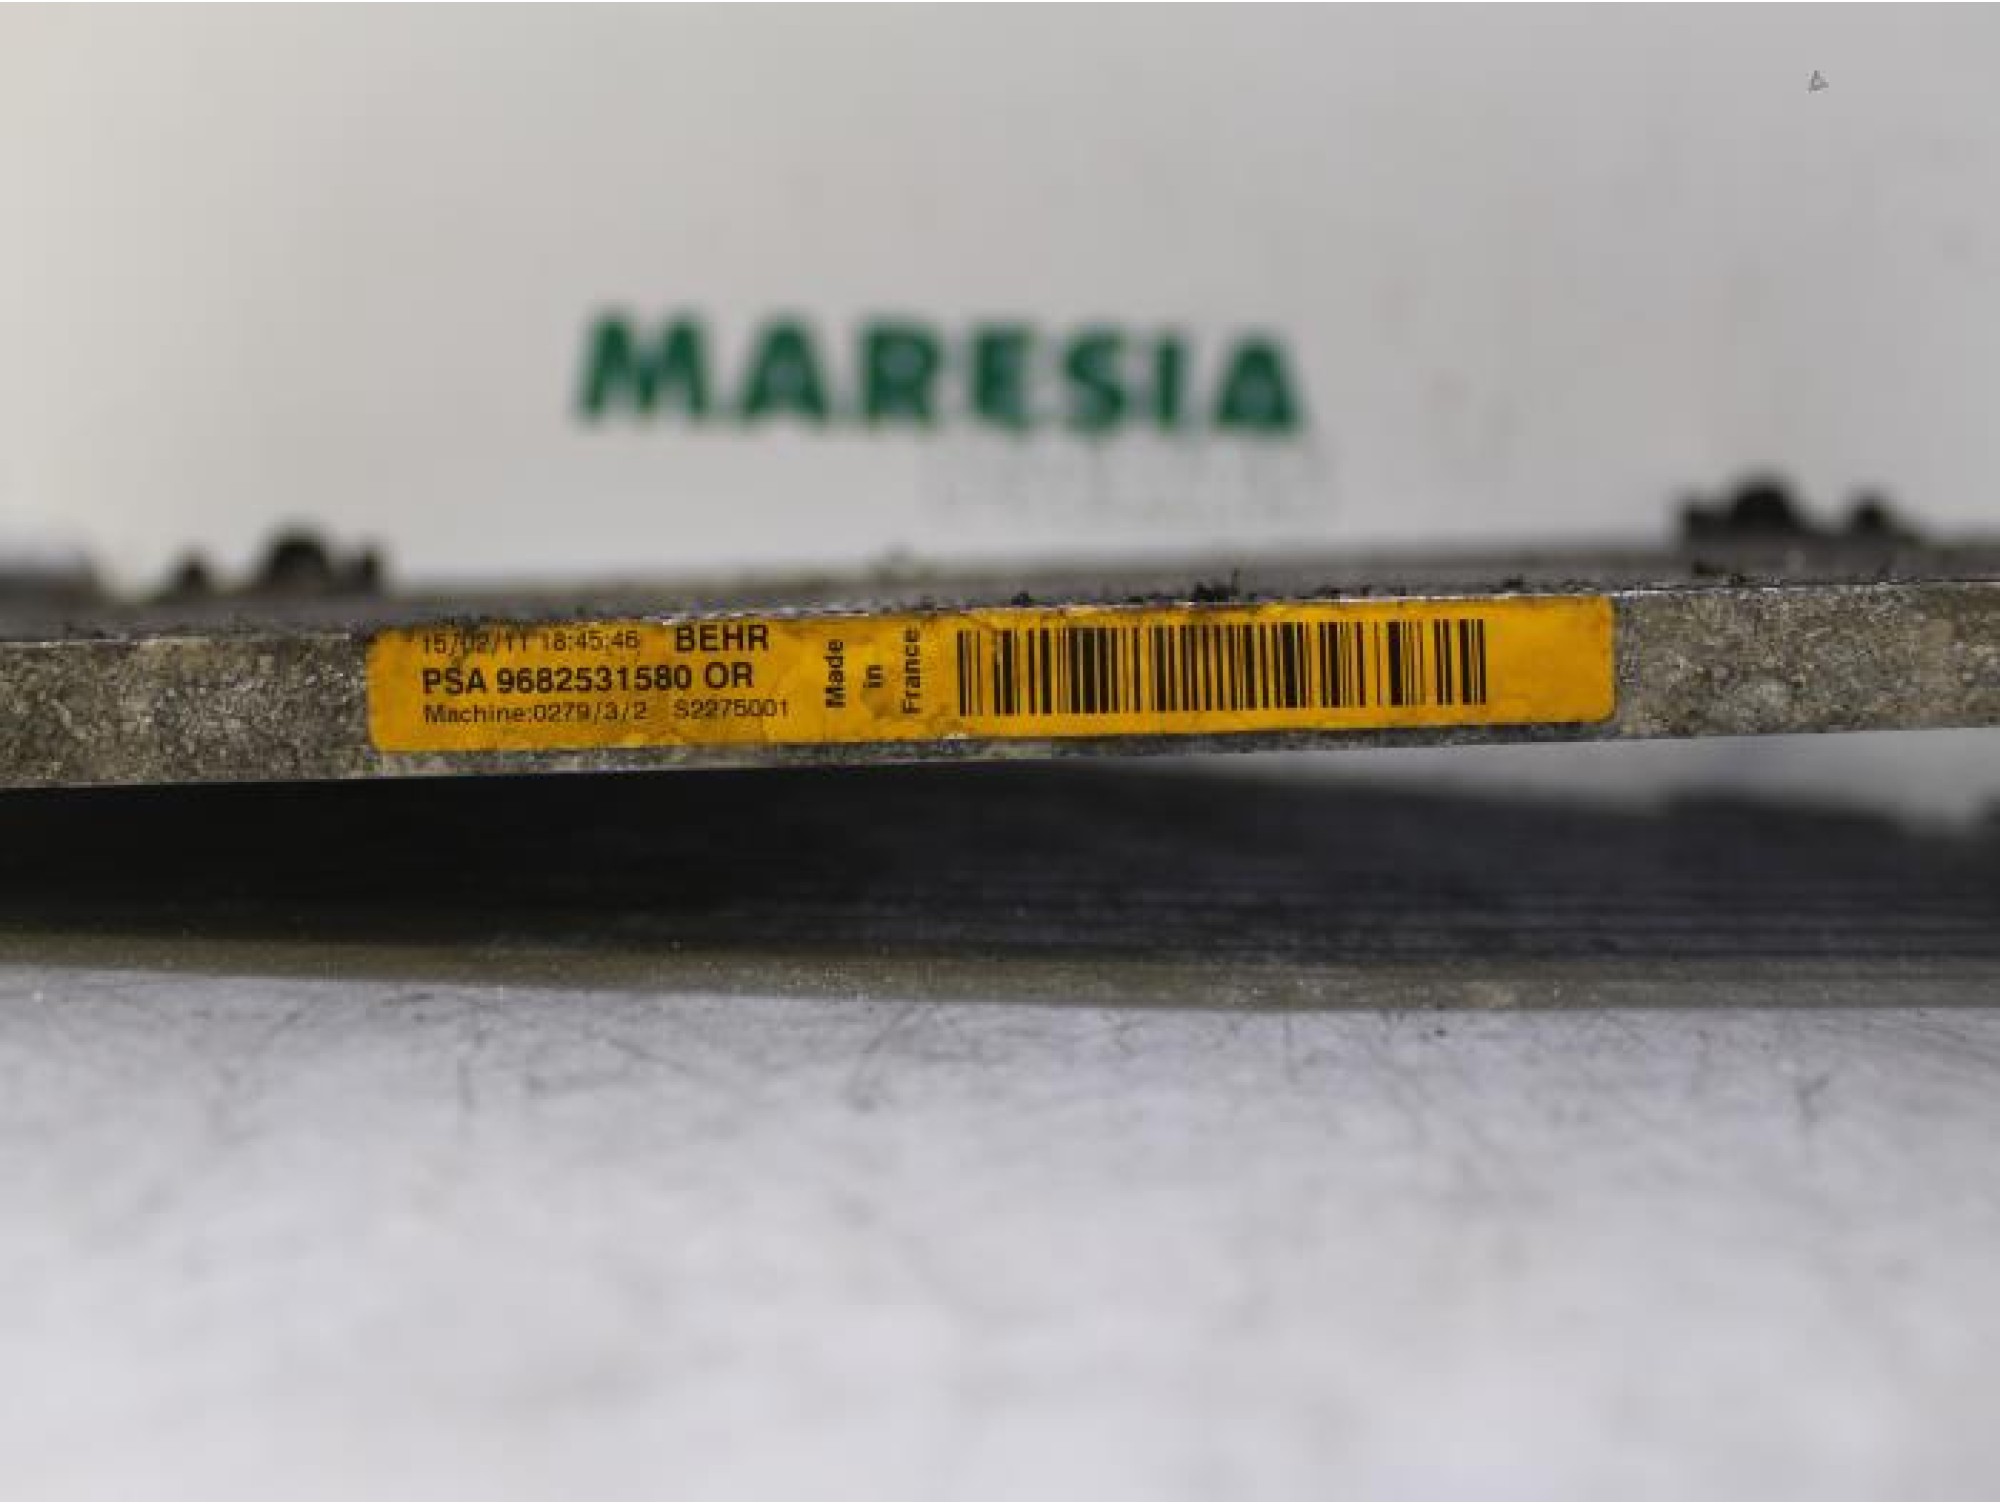 MARESIA
15/02/11 18:45:46 BEHR
PSA 9682531580 OR
Machine:0279/3/2 S2275001
Made
in
France